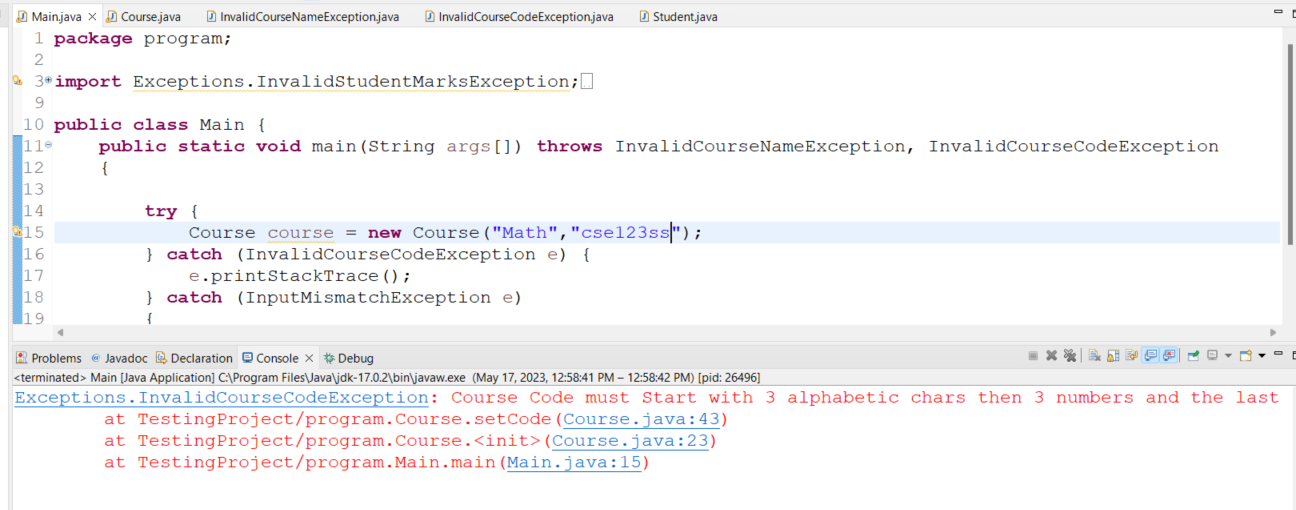 Main.java Course.java InvalidCourseNameException.java InvalidCourseCodeException.java Student.java
1 package program;
2
3 import Exceptions.InvalidStudentMarksException;
9
10 public class Main {
11 public static void main(String args[]) throws InvalidCourseNameException, InvalidCourseCodeException
12 {
13
14 try {
15 Course course = new Course("Math","cse123ss");
16 } catch (InvalidCourseCodeException e) {
17 e.printStackTrace();
18 } catch (InputMismatchException e)
19 {
Problems @ Javadoc Declaration Console Debug
<terminated> Main [Java Application] C:\Program Files\Java\jdk-17.0.2\bin\javaw.exe (May 17, 2023, 12:58:41 PM – 12:58:42 PM) [pid: 26496]
Exceptions.InvalidCourseCodeException: Course Code must Start with 3 alphabetic chars then 3 numbers and the last
at TestingProject/program.Course.setCode(Course.java:43)
at TestingProject/program.Course.<init>(Course.java:23)
at TestingProject/program.Main.main(Main.java:15)